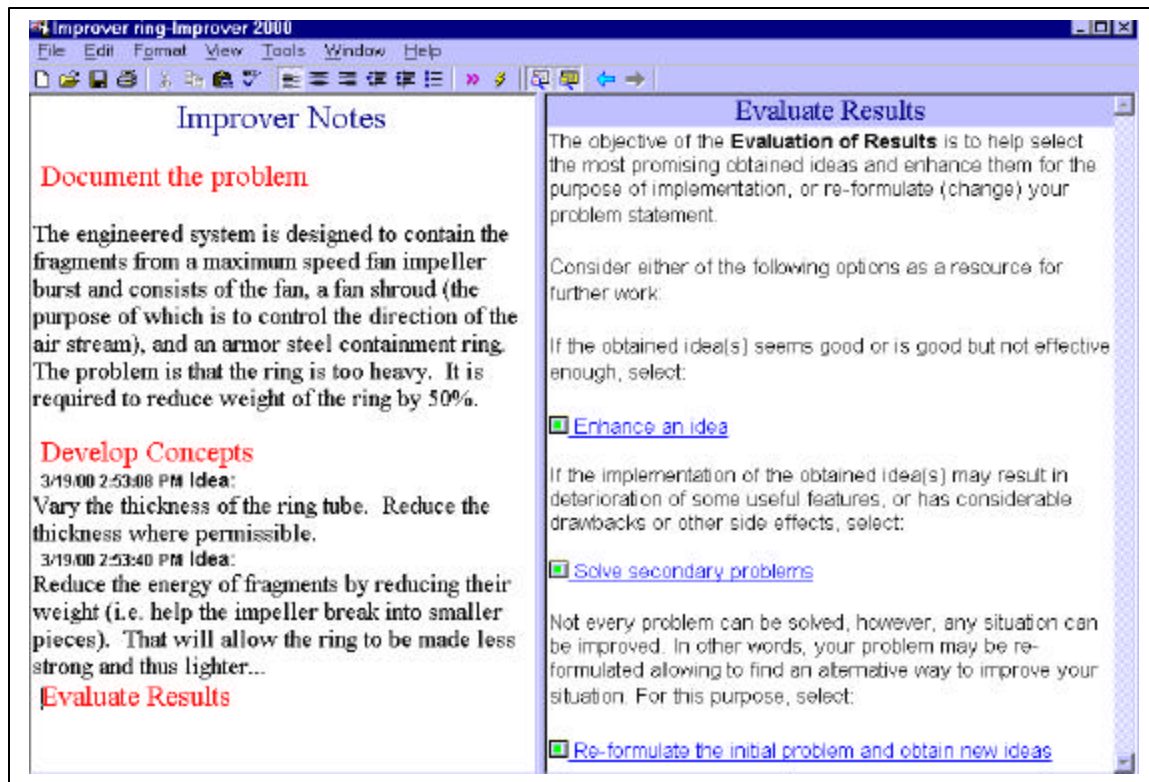 Improver ring-Improver 2000
File Edit Format View Tools Window Help
Improver Notes
Document the problem
The engineered system is designed to contain the
fragments from a maximum speed fan impeller
burst and consists of the fan, a fan shroud (the
purpose of which is to control the direction of the
air stream), and an armor steel containment ring.
The problem is that the ring is too heavy. It is
required to reduce weight of the ring by 50%.
Develop Concepts
3/19/00 2:53:08 PM Idea:
Vary the thickness of the ring tube. Reduce the
thickness where permissible.
3/19/00 2:53:40 PM Idea:
Reduce the energy of fragments by reducing their
weight (i.e. help the impeller break into smaller
pieces). That will allow the ring to be made less
strong and thus lighter...
Evaluate Results
Evaluate Results
The objective of the Evaluation of Results is to help select
the most promising obtained ideas and enhance them for the
purpose of implementation, or re-formulate (change) your
problem statement.
Consider either of the following options as a resource for
further work:
If the obtained idea(s) seems good or is good but not effective
enough, select:
Enhance an idea
If the implementation of the obtained idea(s) may result in
deterioration of some useful features, or has considerable
drawbacks or other side effects, select:
Solve secondary problems
Not every problem can be solved, however, any situation can
be improved. In other words, your problem may be re-
formulated allowing to find an alternative way to improve your
situation. For this purpose, select:
Re-formulate the initial problem and obtain new ideas